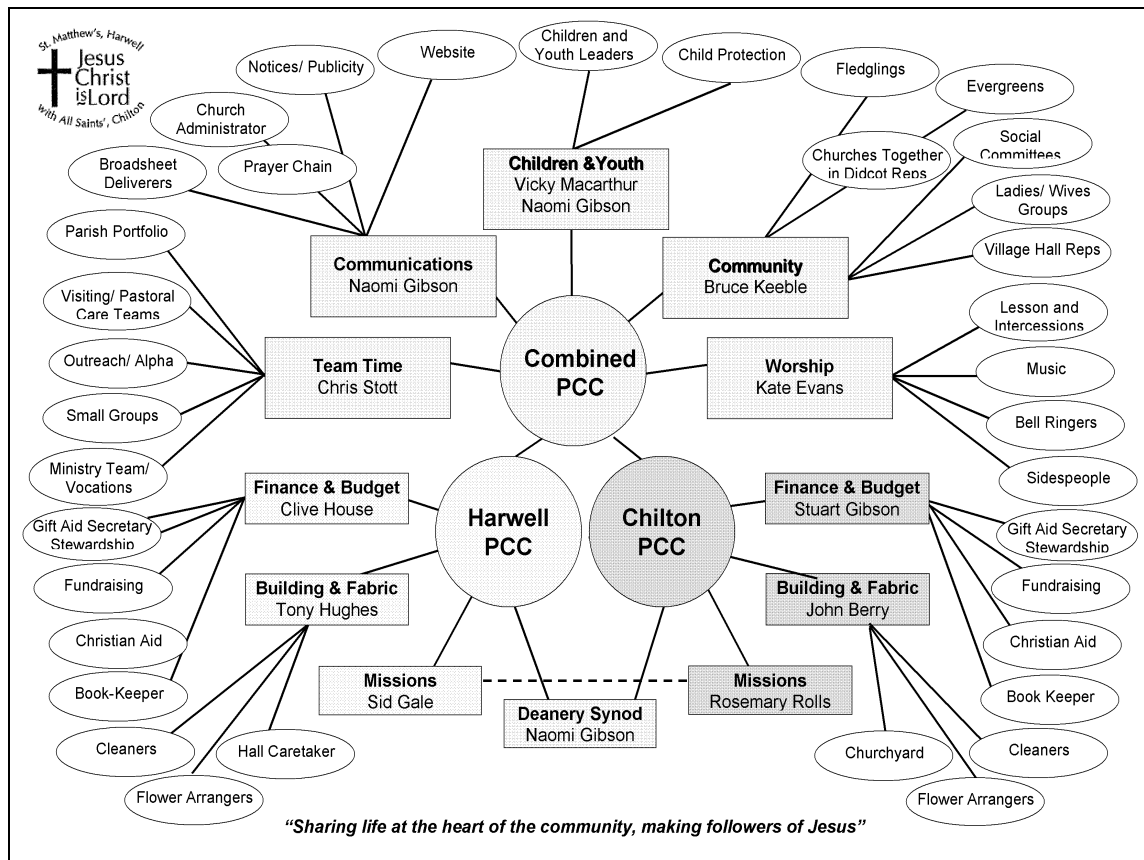 St. Matthew's, Harwell
Jesus
Christ
is Lord
with All Saints', Chilton
Notices/ Publicity
Website
Children and
Youth Leaders
Child Protection
Fledglings
Evergreens
Church
Administrator
Prayer Chain
Broadsheet
Deliverers
Children &Youth
Vicky Macarthur
Naomi Gibson
Churches Together
in Didcot Reps
Social
Committees
Ladies/ Wives
Groups
Village Hall Reps
Parish Portfolio
Communications
Naomi Gibson
Community
Bruce Keeble
Visiting/ Pastoral
Care Teams
Lesson and
Intercessions
Outreach/ Alpha
Team Time
Chris Stott
Combined
PCC
Worship
Kate Evans
Music
Small Groups
Bell Ringers
Ministry Team/
Vocations
Sidespeople
Finance & Budget
Clive House
Harwell
PCC
Chilton
PCC
Finance & Budget
Stuart Gibson
Gift Aid Secretary
Stewardship
Gift Aid Secretary
Stewardship
Fundraising
Building & Fabric
Tony Hughes
Building & Fabric
John Berry
Fundraising
Christian Aid
Christian Aid
Book-Keeper
Missions
Sid Gale
Missions
Rosemary Rolls
Book Keeper
Deanery Synod
Naomi Gibson
Cleaners
Hall Caretaker
Churchyard
Cleaners
Flower Arrangers
Flower Arrangers
“Sharing life at the heart of the community, making followers of Jesus”